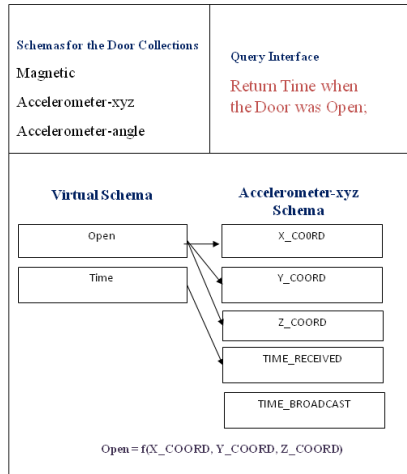 Schemas for the Door Collections
Magnetic
Accelerometer-xyz
Accelerometer-angle
Query Interface
Return Time when
the Door was Open;
Virtual Schema
Accelerometer-xyz
Schema
Open
Time
X_COORD
Y_COORD
Z_COORD
TIME_RECEIVED
TIME_BROADCAST
Open = f(X_COORD, Y_COORD, Z_COORD)